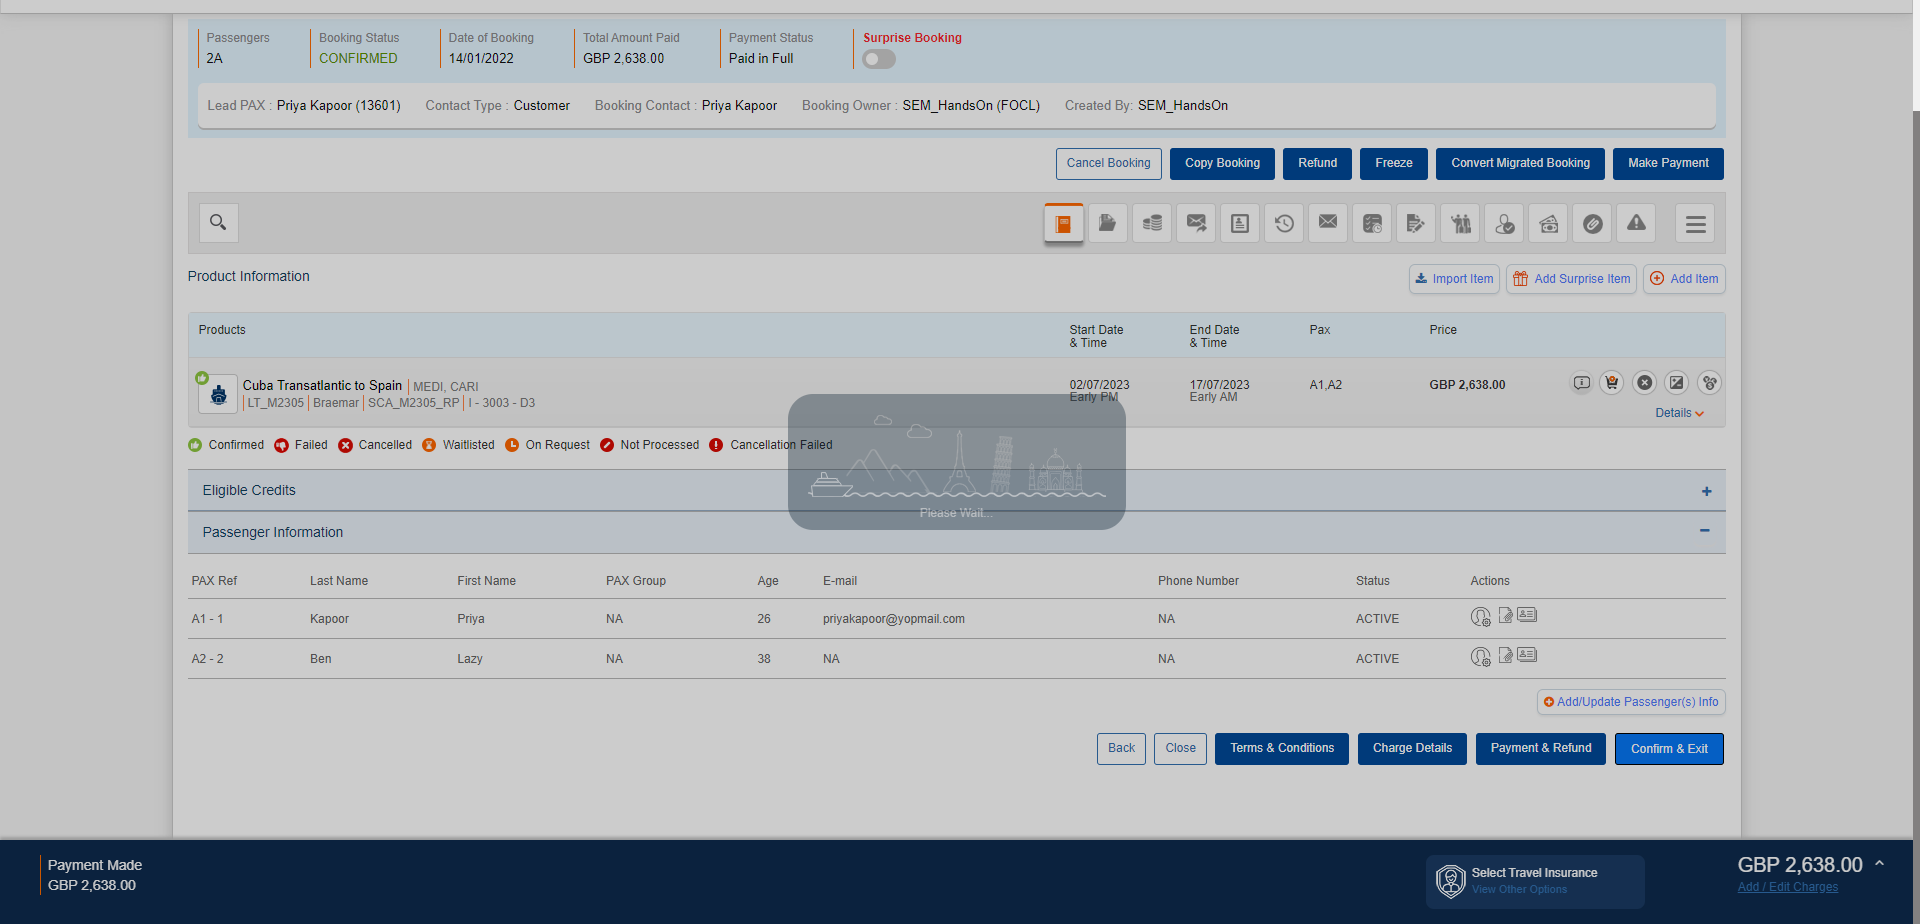 Passengers Booking Status Date of Booking Total Amount Paid Payment Status Surprise Booking
2A CONFIRMED 14/01/2022 GBP 2,638.00 Paid in Full
Lead PAX : Priya Kapoor (13601) Contact Type : Customer Booking Contact : Priya Kapoor Booking Owner : SEM_HandsOn (FOCL) Created By: SEM_HandsOn
Cancel Booking Copy Booking Refund Freeze Convert Migrated Booking Make Payment
Product Information Import Item Add Surprise Item Add Item
Products Start Date & Time End Date & Time Pax Price
Cuba Transatlantic to Spain MEDI, CARI 02/07/2023 17/07/2023 A1,A2 GBP 2,638.00
LT_M2305 Braemar SCA_M2305_RP I - 3003 - D3 Early PM Early AM
Details
Confirmed Failed Cancelled Waitlisted On Request Not Processed Cancellation Failed
Eligible Credits
Please Wait...
Passenger Information
PAX Ref Last Name First Name PAX Group Age E-mail Phone Number Status Actions
A1 - 1 Kapoor Priya NA 26 priyakapoor@yopmail.com NA ACTIVE
A2 - 2 Ben Lazy NA 38 NA NA ACTIVE
Add/Update Passenger(s) Info
Back Close Terms & Conditions Charge Details Payment & Refund Confirm & Exit
Payment Made Select Travel Insurance GBP 2,638.00
GBP 2,638.00 View Other Options Add / Edit Charges